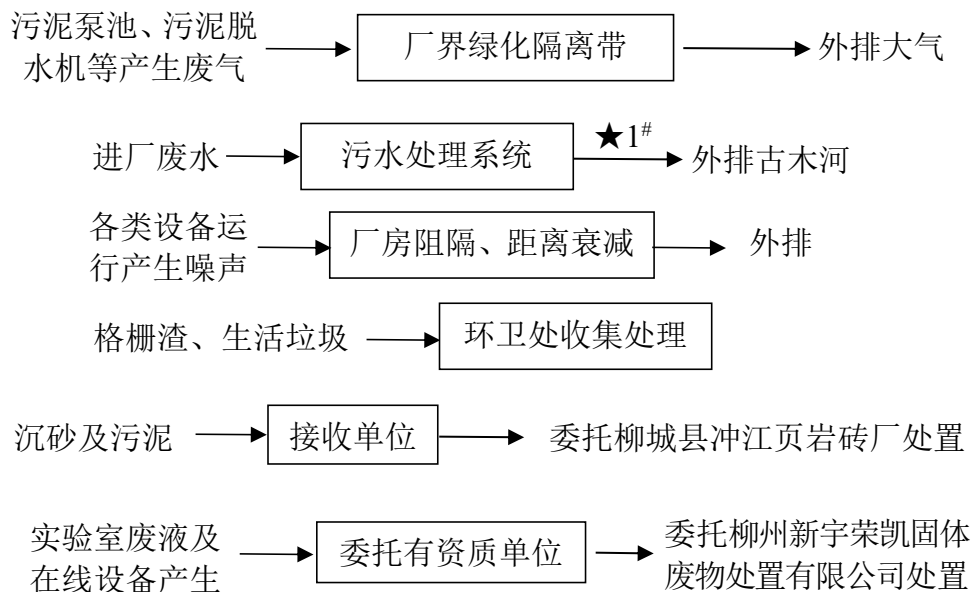 污泥泵池、污泥脱
水机等产生废气
厂界绿化隔离带
外排大气
进厂废水
污水处理系统
★1#
外排古木河
各类设备运
行产生噪声
厂房阻隔、距离衰减
外排
格栅渣、生活垃圾
环卫处收集处理
沉砂及污泥
接收单位
委托柳城县冲江页岩砖厂处置
实验室废液及
在线设备产生
委托有资质单位
委托柳州新宇荣凯固体
废物处置有限公司处置